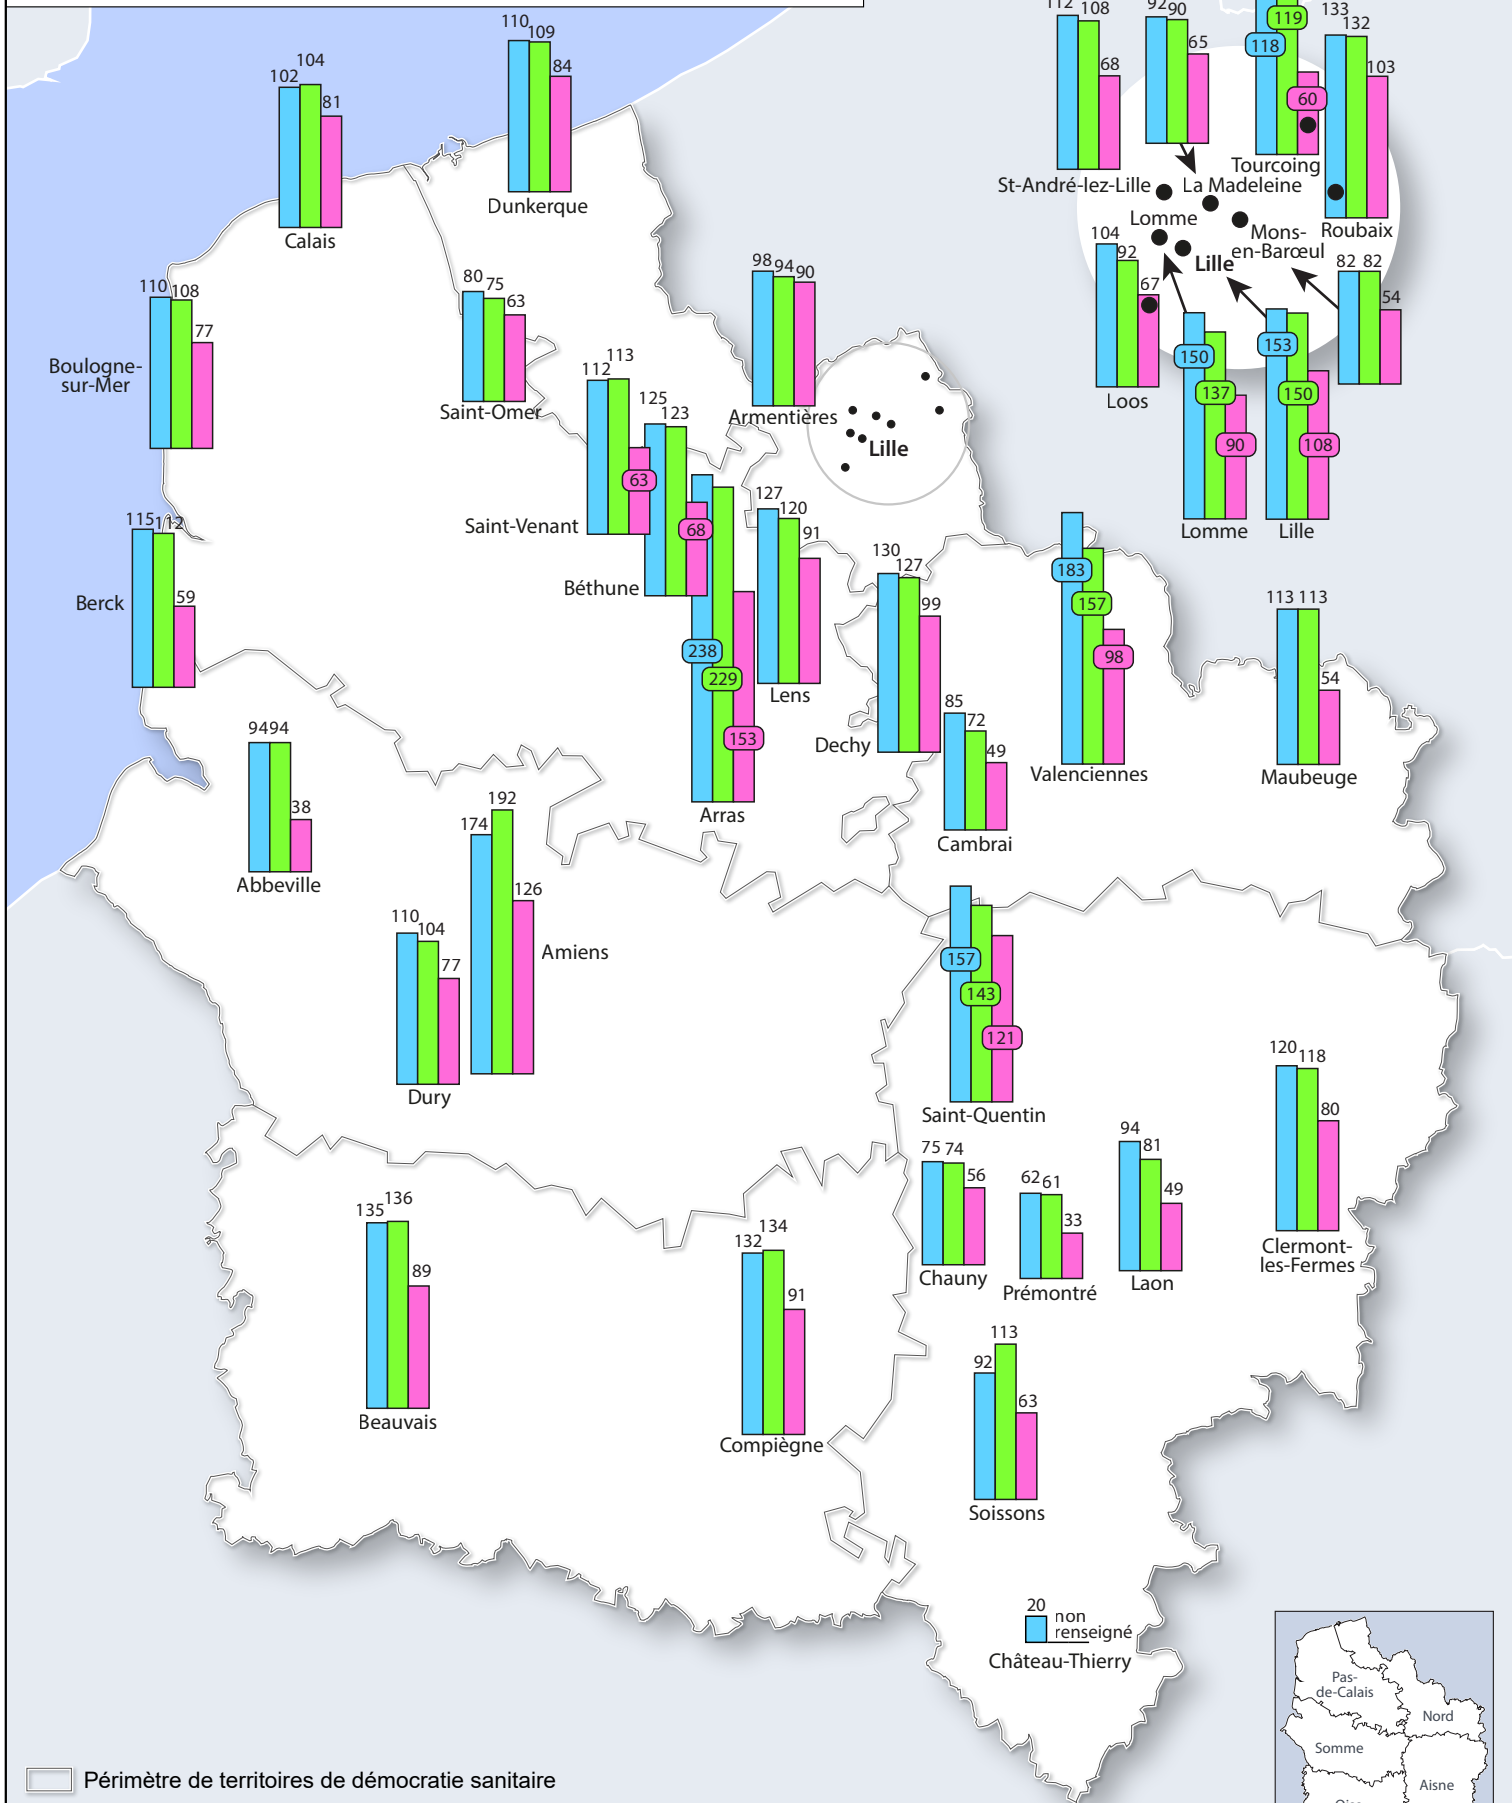 112 108
68
St-André-lez-Lille
92 90
65
La Madeleine
118
119
60
Tourcoing
133
132
103
Roubaix
110
109
84
Dunkerque
102
104
81
Calais
Lomme
Mons-
en-Barœul
Lille
82 82
54
104
92
67
Loos
150
137
90
Lomme
153
150
108
Lille
110 108
77
Boulogne-
sur-Mer
80
75
63
Saint-Omer
98
94
90
Armentières
Lille
112
113
63
Saint-Venant
125
123
68
Béthune
238
229
153
Arras
127
120
91
Lens
115
112
59
Berck
130
127
99
Dechy
183
157
98
Valenciennes
113 113
54
Maubeuge
85
72
49
Cambrai
94 94
38
Abbeville
174
192
126
Amiens
110
104
77
Dury
157
143
121
Saint-Quentin
120
118
80
Clermont-
les-Fermes
75 74
56
Chauny
62 61
33
Prémontré
94
81
49
Laon
135
136
89
Beauvais
132
134
91
Compiègne
92
113
63
Soissons
20
non
renseigné
Château-Thierry
Pas-
de-Calais
Nord
Somme
Aisne
Périmètre de territoires de démocratie sanitaire